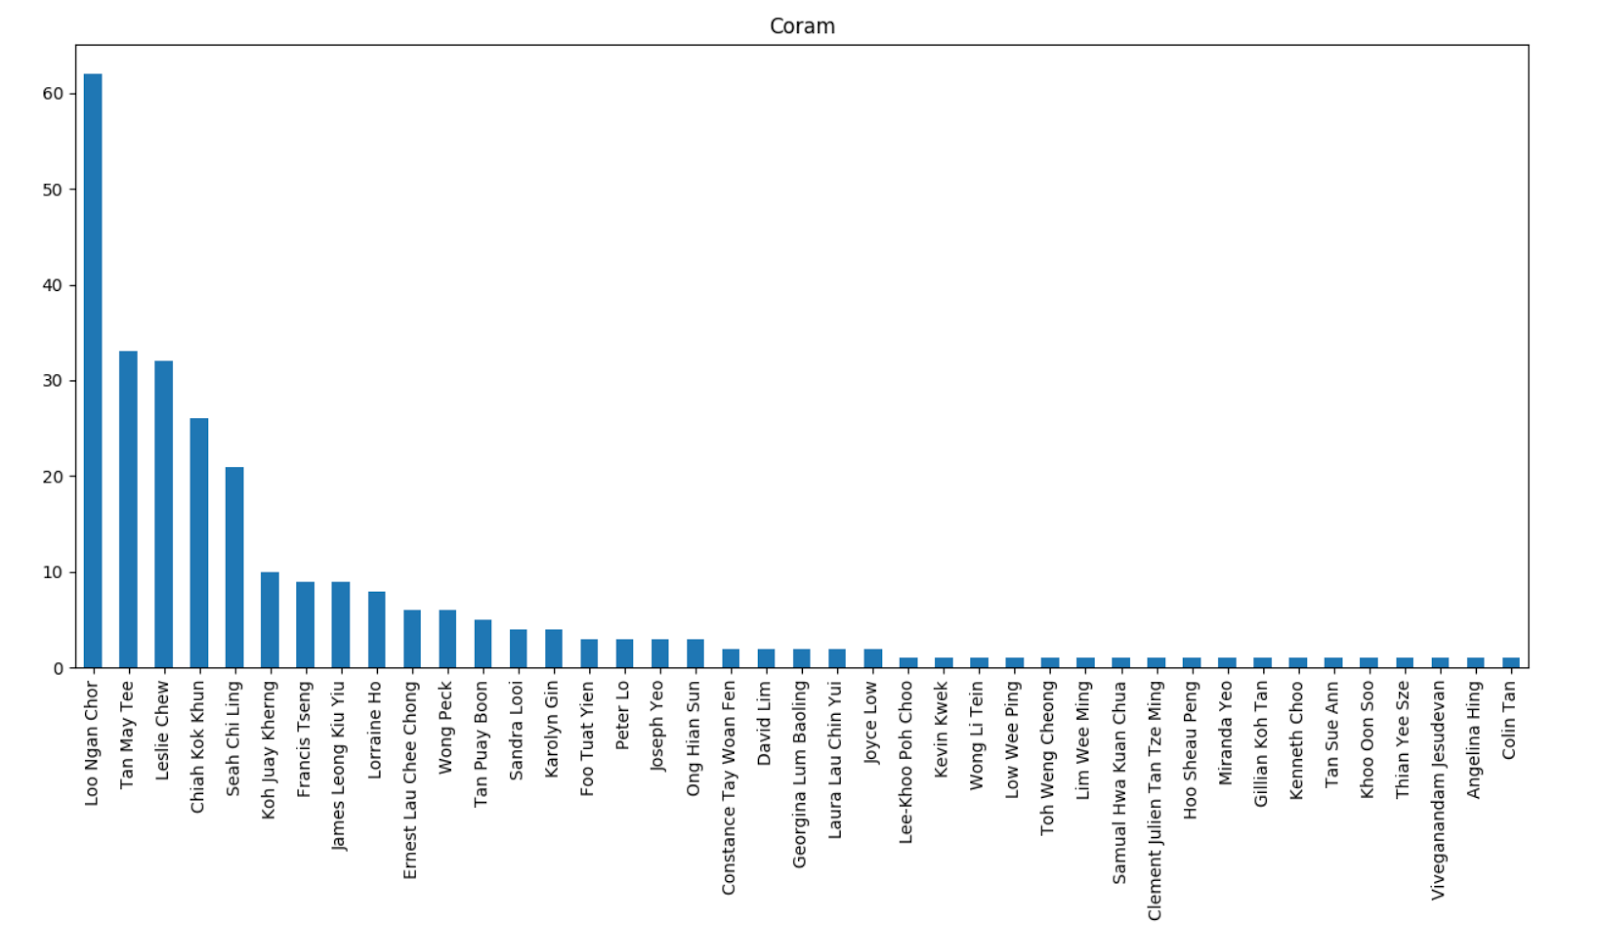 Coram
60
50
40
30
20
10
0
Loo Ngan Chor
Tan May Tee
Leslie Chew
Chiah Kok Khun
Seah Chi Ling
Koh Juay Kherng
Francis Tseng
James Leong Kiu Yiu
Lorraine Ho
Ernest Lau Chee Chong
Wong Peck
Tan Puay Boon
Sandra Looi
Karolyn Gin
Foo Tuat Yien
Peter Lo
Joseph Yeo
Ong Hian Sun
Constance Tay Woan Fen
David Lim
Georgina Lum Baoling
Laura Lau Chin Yui
Joyce Low
Lee-Khoo Poh Choo
Kevin Kwek
Wong Li Tein
Low Wee Ping
Toh Weng Cheong
Lim Wee Ming
Samual Hwa Kuan Chua
Clement Julien Tan Tze Ming
Hoo Sheau Peng
Miranda Yeo
Gillian Koh Tan
Kenneth Choo
Tan Sue Ann
Khoo Oon Soo
Thian Yee Sze
Viveganandam Jesudevan
Angelina Hing
Colin Tan